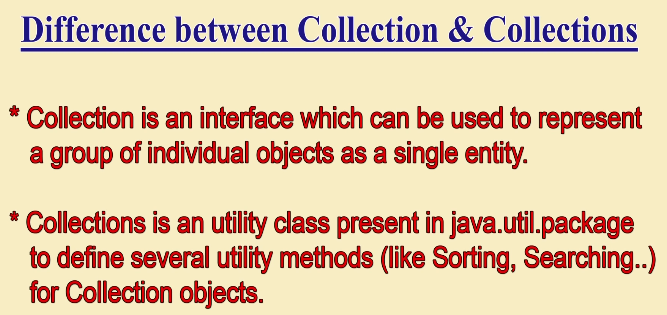 Difference between Collection & Collections
* Collection is an interface which can be used to represent
a group of individual objects as a single entity.
* Collections is an utility class present in java.util.package
to define several utility methods (like Sorting, Searching..)
for Collection objects.